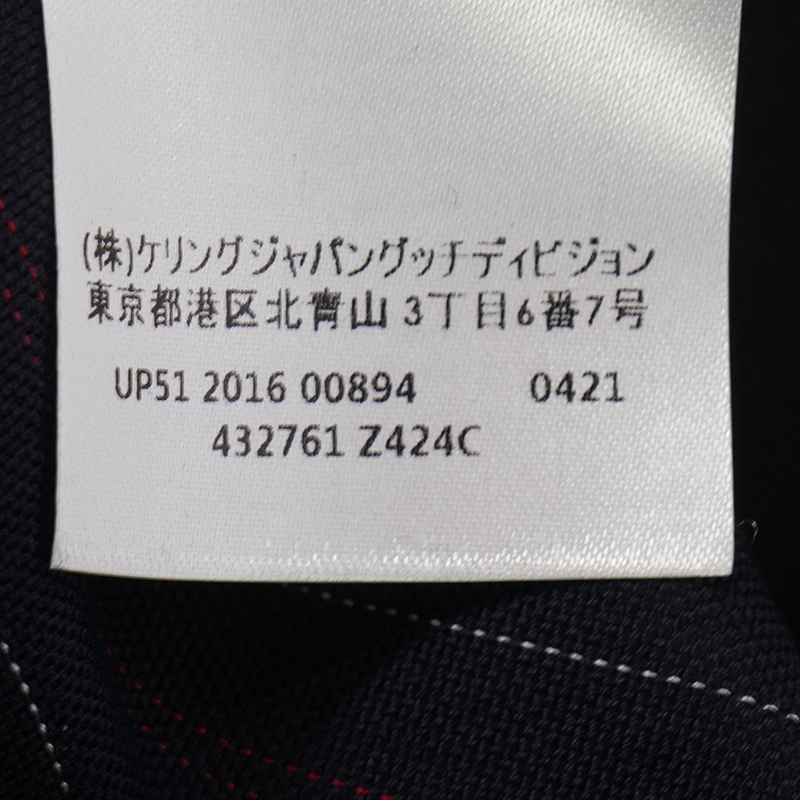 (株)ケリングジャパングッチディビジョン
東京都港区北青山3丁目6番7号
UP51 2016 00894 0421
432761 Z424C